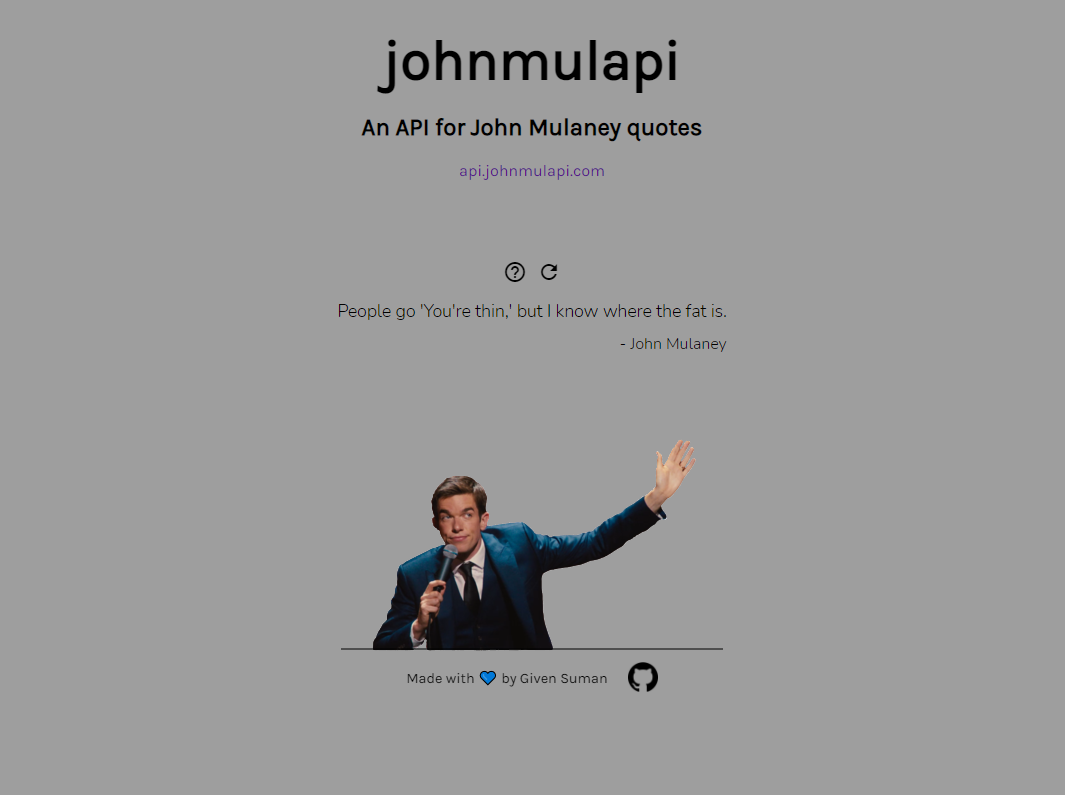 johnmulapi
An API for John Mulaney quotes
api.johnmulapi.com
People go 'You're thin,' but I know where the fat is.
- John Mulaney
Made with 💙 by Given Suman